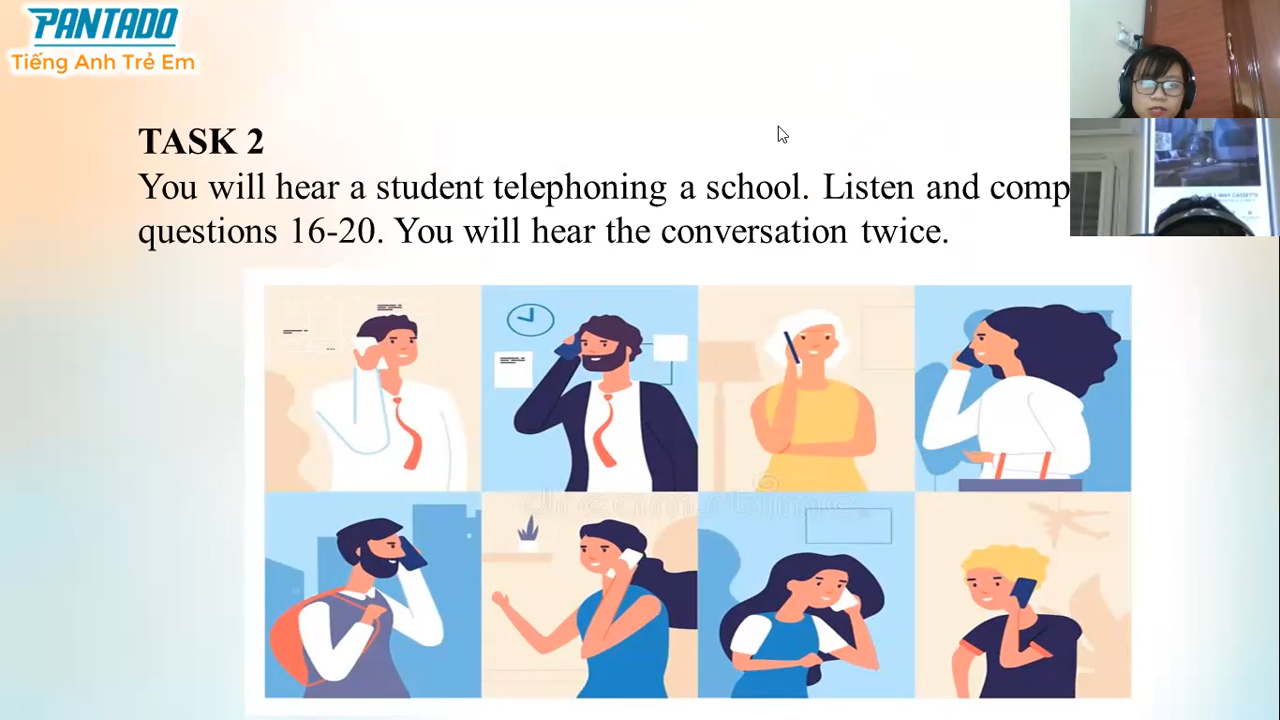 PANTADO
Tiếng Anh Trẻ Em
TASK 2
You will hear a student telephoning a school. Listen and comp
questions 16-20. You will hear the conversation twice.
dreamstime